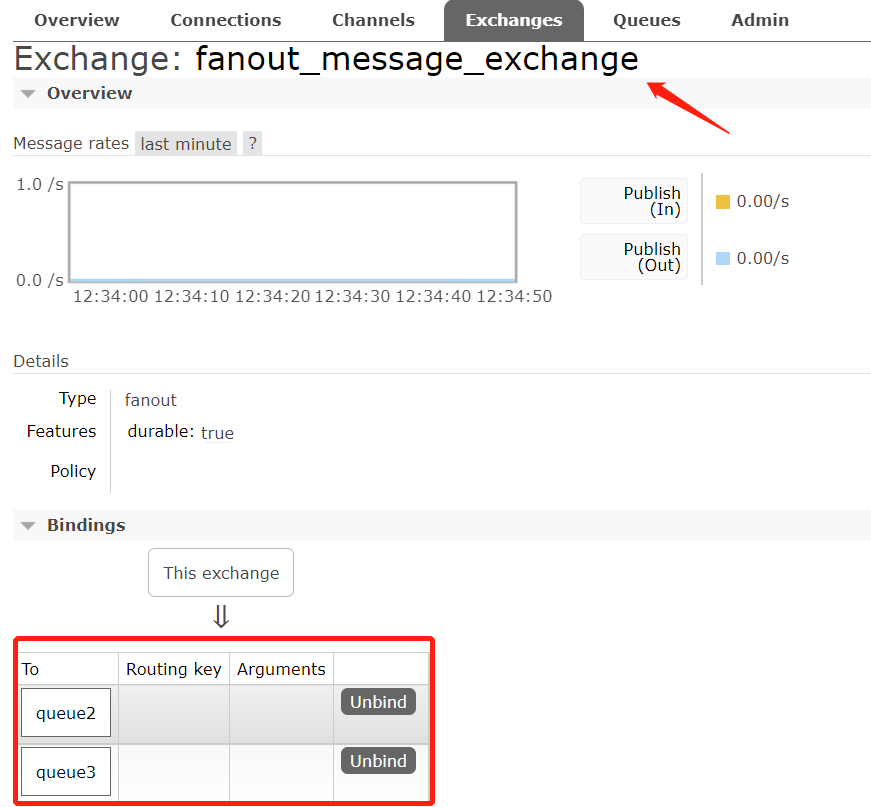 Overview Connections Channels Exchanges Queues Admin
Exchange: fanout_message_exchange
Overview
Message rates last minute ?
1.0 /s
0.0 /s
12:34:00 12:34:10 12:34:20 12:34:30 12:34:40 12:34:50
Publish
(In)
0.00/s
Publish
(Out)
0.00/s
Details
Type fanout
Features durable: true
Policy
Bindings
This exchange
⇓
To Routing key Arguments
queue2 Unbind
queue3 Unbind